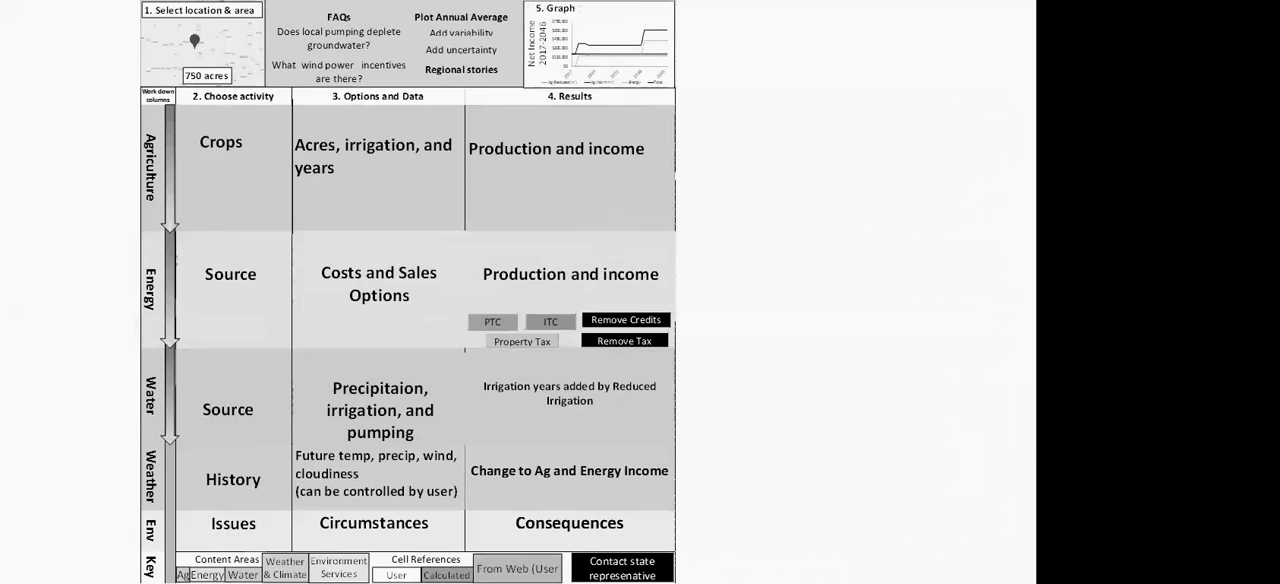 1. Select location & area
750 acres
FAQs
Does local pumping deplete
groundwater?
What wind power incentives
are there?
Plot Annual Average
Add variability
Add uncertainty
Regional stories
5. Graph
Net Income
2017-2046
Work down
columns
2. Choose activity
3. Options and Data
4. Results
Agriculture
Crops
Acres, irrigation, and
years
Production and income
Energy
Source
Costs and Sales
Options
Production and income
PTC
ITC
Remove Credits
Property Tax
Remove Tax
Water
Source
Precipitaion,
irrigation, and
pumping
Irrigation years added by Reduced
Irrigation
Weather
History
Future temp, precip, wind,
cloudiness
(can be controlled by user)
Change to Ag and Energy Income
Env
Issues
Circumstances
Consequences
Key
Content Areas
Ag
Energy
Water
Weather
& Climate
Environment
Services
Cell References
User
Calculated
From Web (User
Contact state
represenative